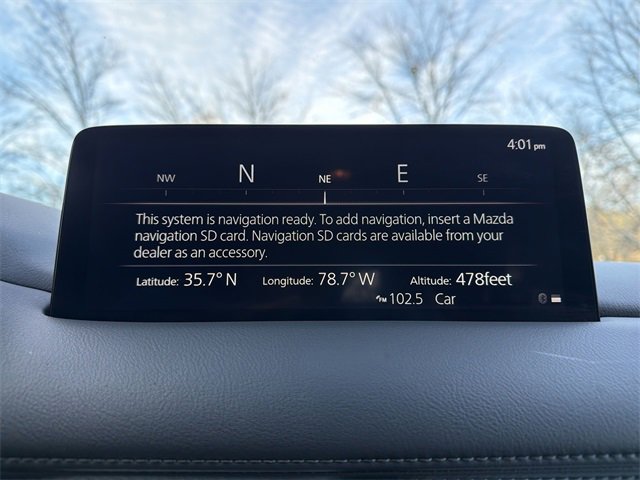 4:01 pm
NW N NE E SE
This system is navigation ready. To add navigation, insert a Mazda
navigation SD card. Navigation SD cards are available from your
dealer as an accessory.
Latitude: 35.7° N Longitude: 78.7° W Altitude: 478feet
FM 102.5 Car